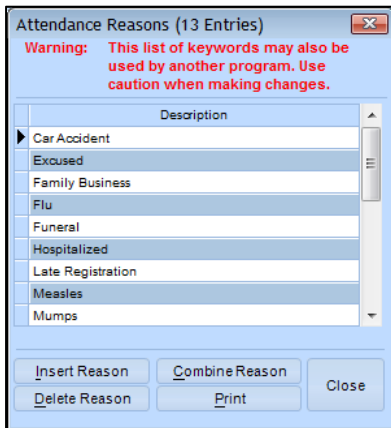 Attendance Reasons (13 Entries)
Warning: This list of keywords may also be
used by another program. Use
caution when making changes.
Description
Car Accident
Excused
Family Business
Flu
Funeral
Hospitalized
Late Registration
Measles
Mumps
Insert Reason
Combine Reason
Close
Delete Reason
Print